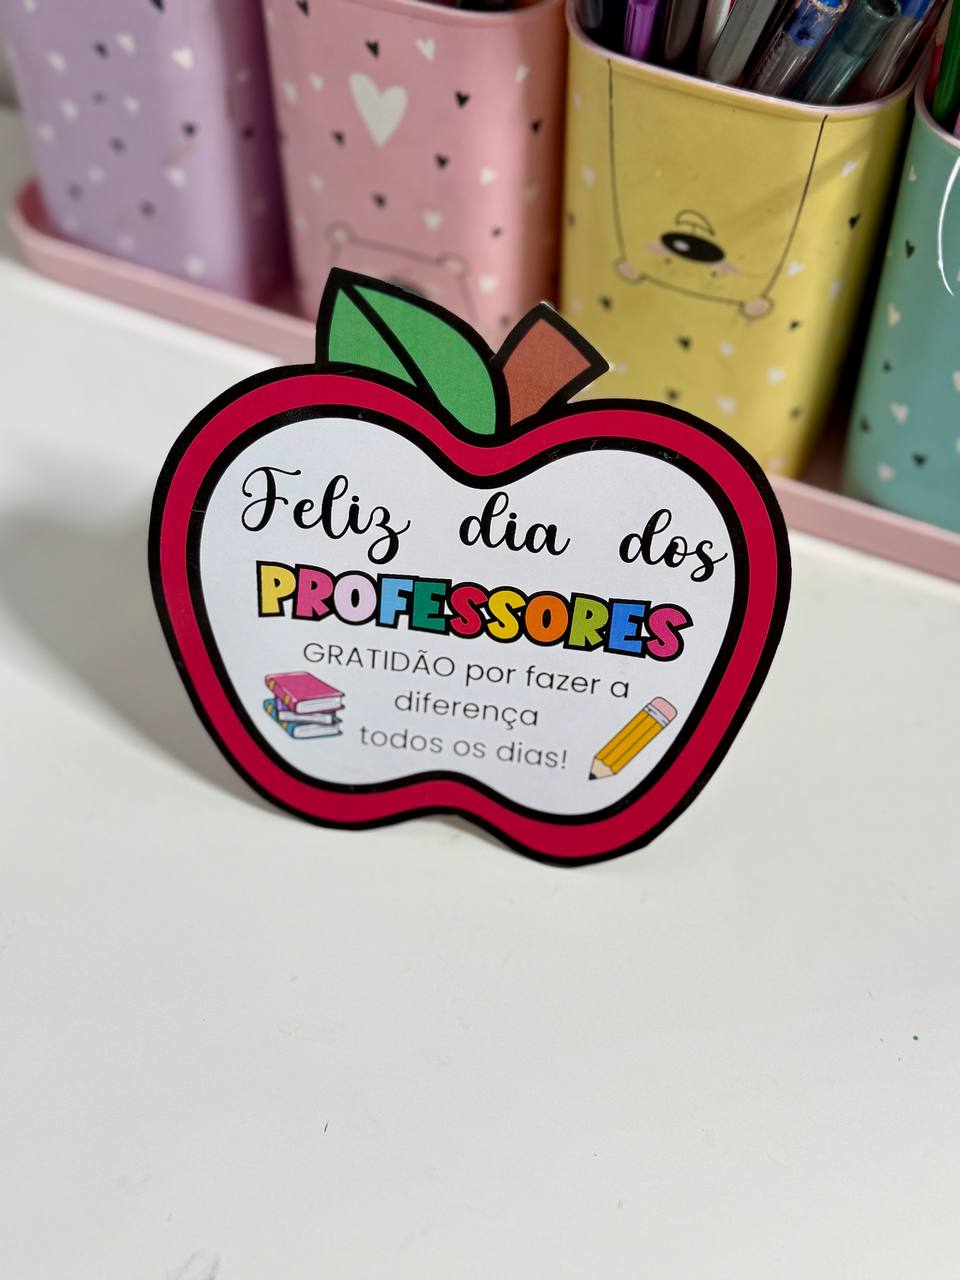 Feliz dia dos
PROFESSORES
GRATIDÃO por fazer a
diferença
todos os dias!